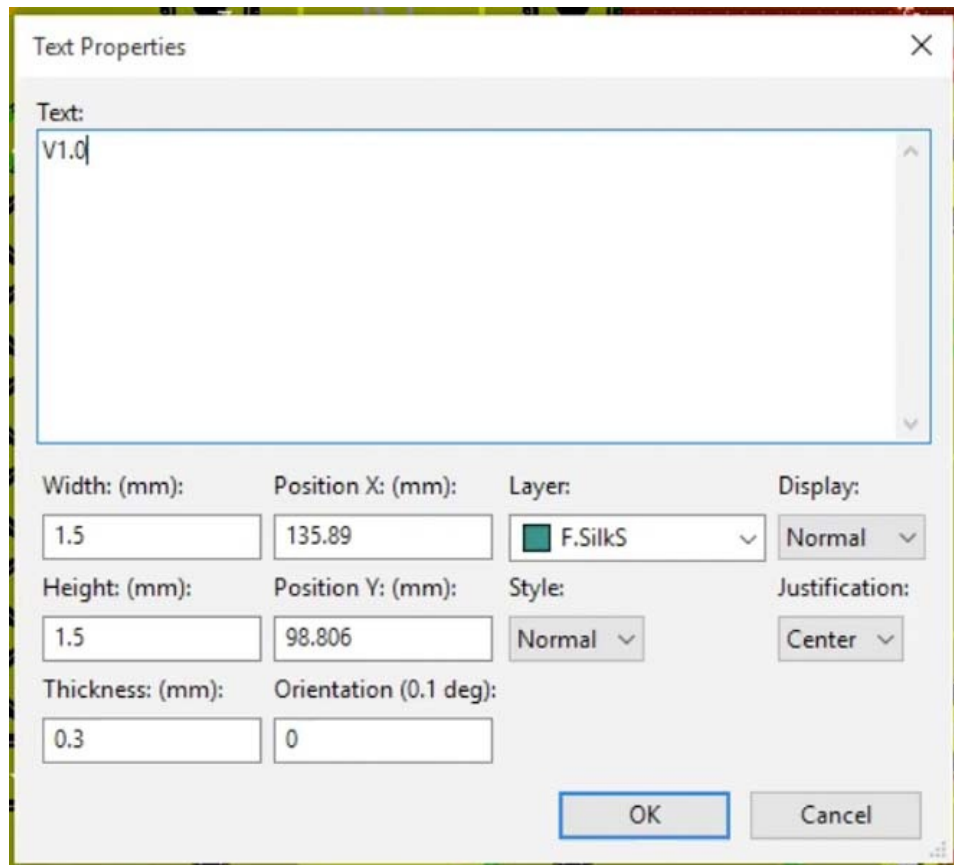 Text Properties
Text:
V1.0
Width: (mm): Position X: (mm): Layer: Display:
1.5 135.89 F.SilkS Normal
Height: (mm): Position Y: (mm): Style: Justification:
1.5 98.806 Normal Center
Thickness: (mm): Orientation (0.1 deg):
0.3 0
OK Cancel